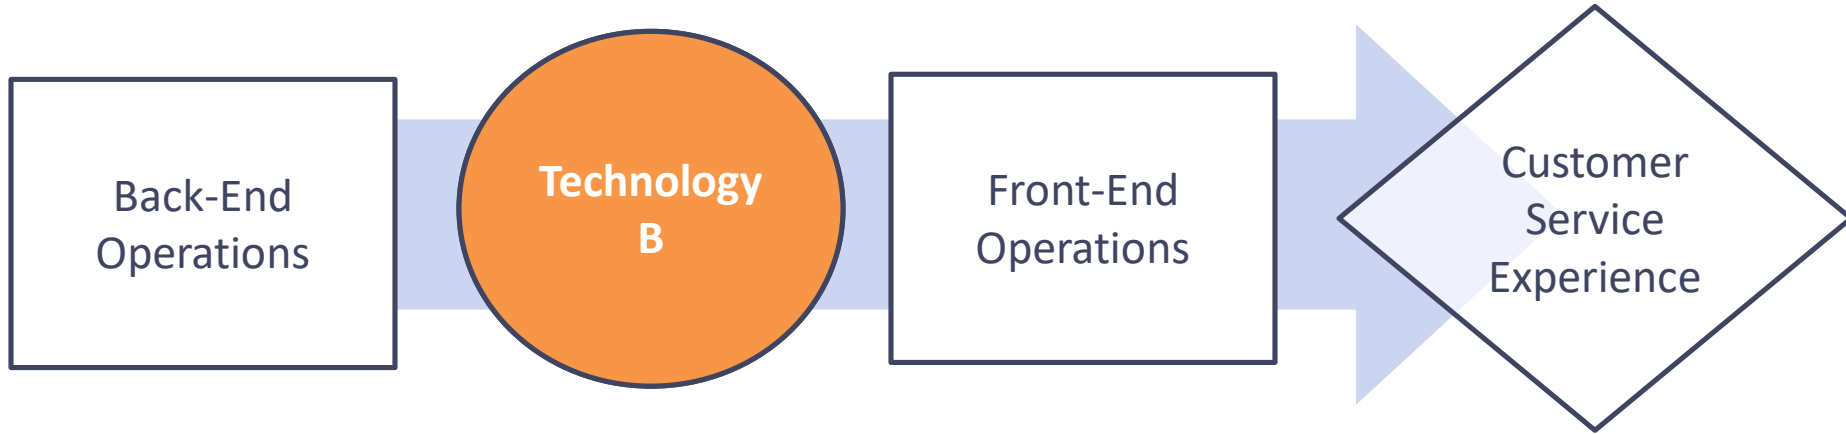 Back-End
Operations
Technology
B
Front-End
Operations
Customer
Service
Experience